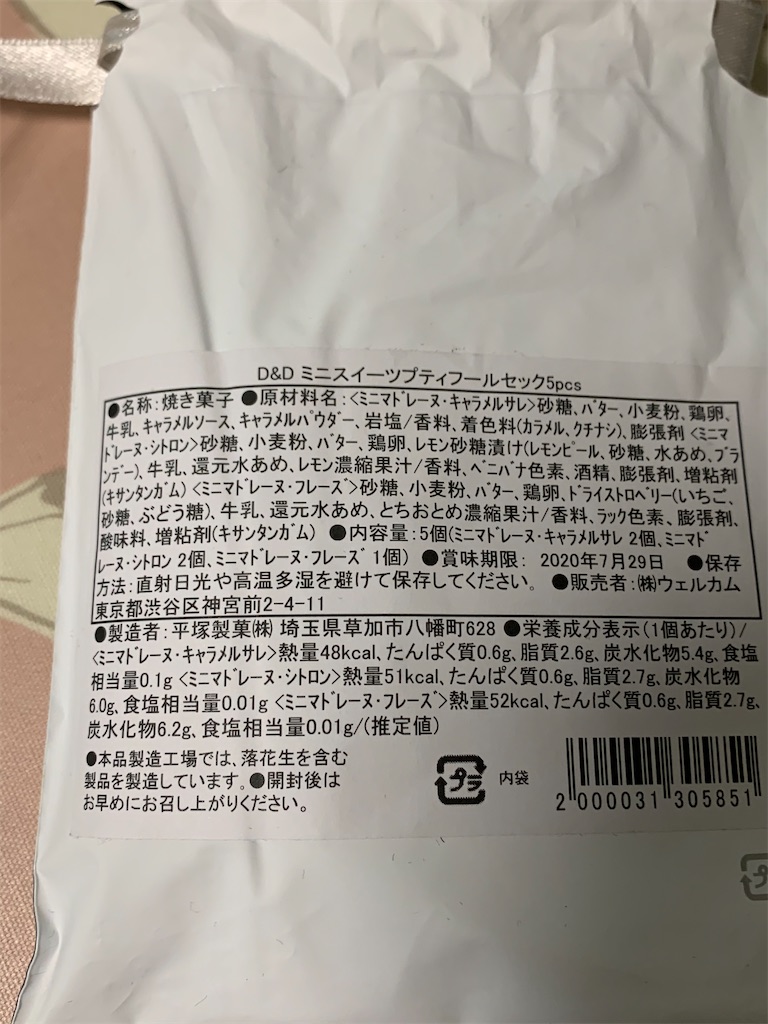 D&D ミニスイーツプティフールセック5pcs
●名称:焼き菓子 ●原材料名:<ミニマドレーヌ・キャラメルサレ>砂糖、バター、小麦粉、鶏卵、
牛乳、キャラメルソース、キャラメルパウダー、岩塩/香料、着色料(カラメル、クチナシ)、膨張剤 <ミニマ
ドレーヌ・シトロン>砂糖、小麦粉、バター、鶏卵、レモン砂糖漬け(レモンピール、砂糖、水あめ、ブラ
ンデー)、牛乳、還元水あめ、レモン濃縮果汁/香料、ベニバナ色素、酒精、膨張剤、増粘剤
(キサンタンガム) <ミニマドレーヌ・フレーズ>砂糖、小麦粉、バター、鶏卵、ドライストロベリー(いちご、
砂糖、ぶどう糖)、牛乳、還元水あめ、とちおとめ濃縮果汁/香料、ラック色素、膨張剤、
酸味料、増粘剤(キサンタンガム) ●内容量:5個(ミニマドレーヌ・キャラメルサレ 2個、ミニマド
レーヌ・シトロン 2個、ミニマドレーヌ・フレーズ 1個) ●賞味期限: 2020年7月29日 ●保存
方法:直射日光や高温多湿を避けて保存してください。 ●販売者:㈱ウェルカム
東京都渋谷区神宮前2-4-11
●製造者:平塚製菓㈱ 埼玉県草加市八幡町628 ●栄養成分表示(1個あたり)/
<ミニマドレーヌ・キャラメルサレ>熱量48kcal、たんぱく質0.6g、脂質2.6g、炭水化物5.4g、食塩
相当量0.1g <ミニマドレーヌ・シトロン>熱量51kcal、たんぱく質0.6g、脂質2.7g、炭水化物
6.0g、食塩相当量0.01g <ミニマドレーヌ・フレーズ>熱量52kcal、たんぱく質0.6g、脂質2.7g、
炭水化物6.2g、食塩相当量0.01g/(推定値)
●本品製造工場では、落花生を含む
製品を製造しています。●開封後は
お早めにお召し上がりください。
プラ 内袋
2 000031 305851